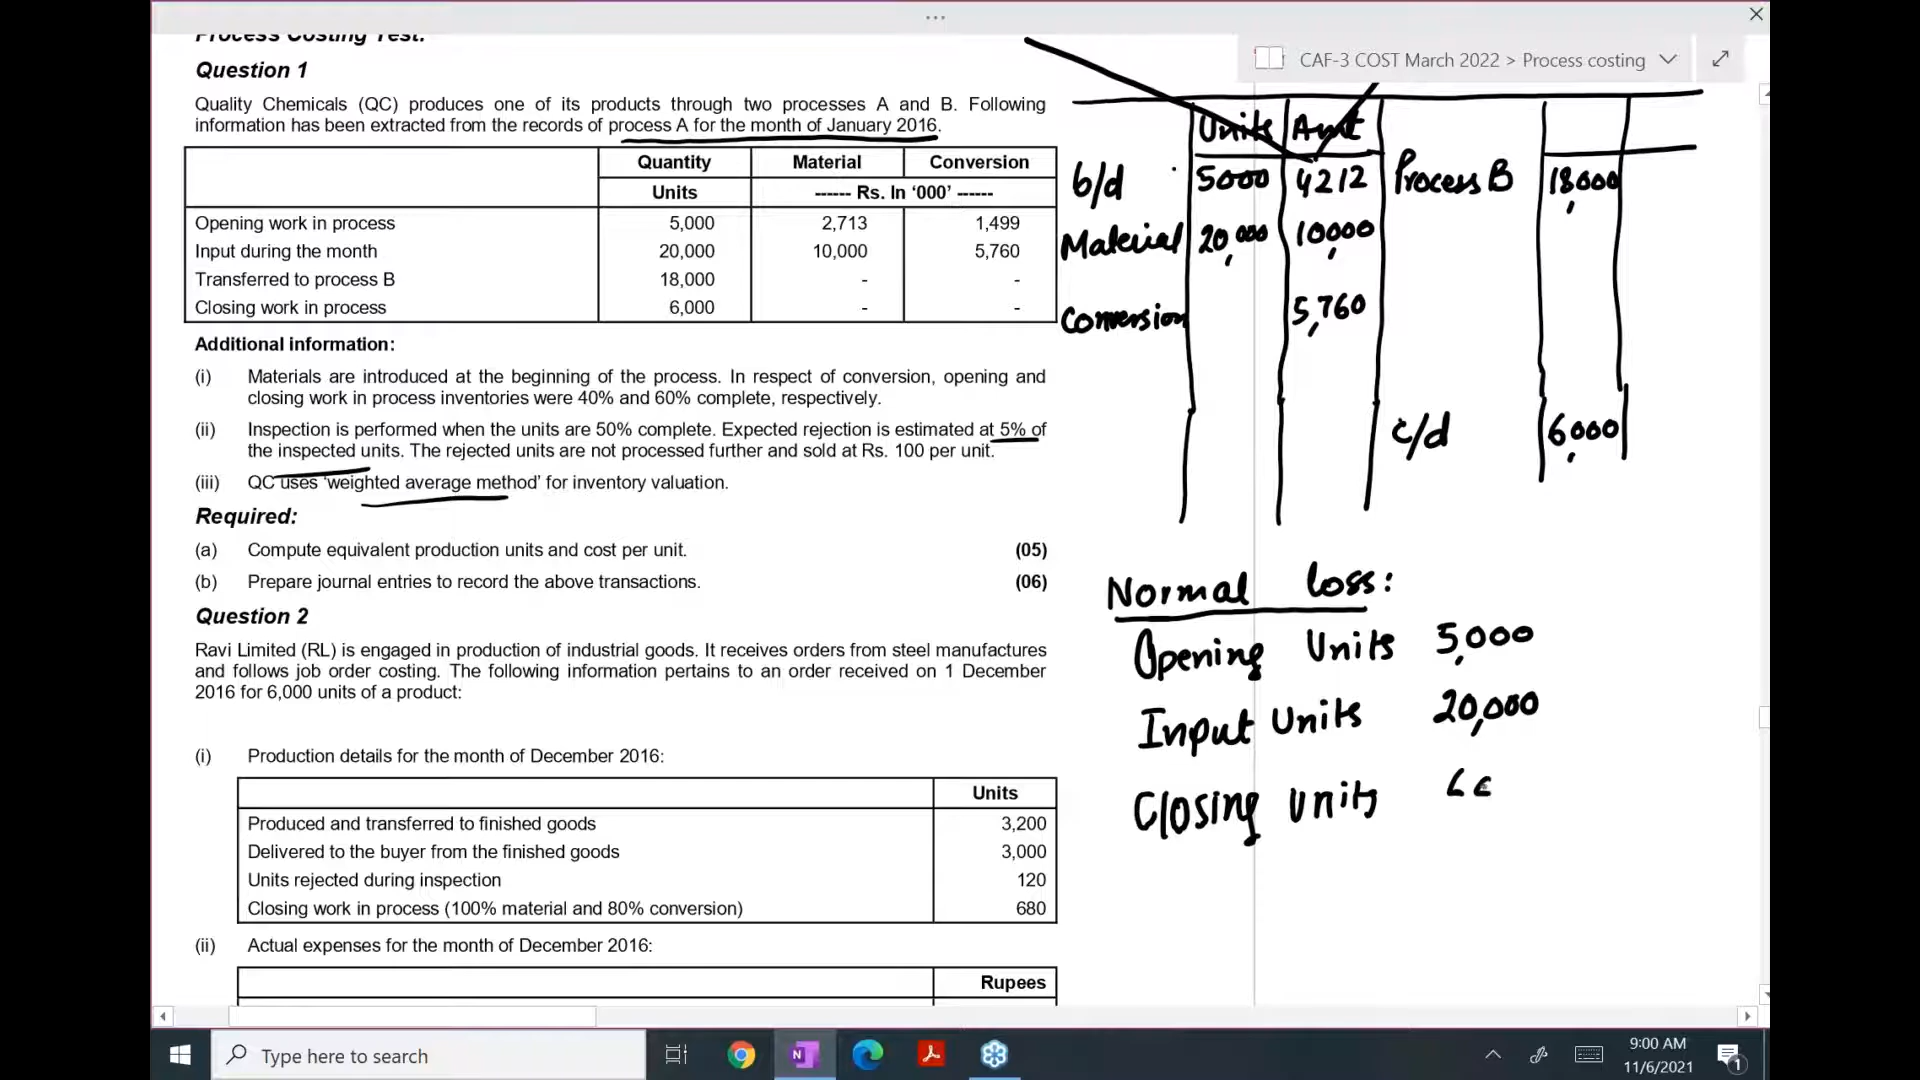 Process Costing Test:
Question 1
Quality Chemicals (QC) produces one of its products through two processes A and B. Following
information has been extracted from the records of process A for the month of January 2016.
Quantity Material Conversion
Units ------ Rs. In ‘000’ ------
Opening work in process 5,000 2,713 1,499
Input during the month 20,000 10,000 5,760
Transferred to process B 18,000 - -
Closing work in process 6,000 - -
Additional information:
(i) Materials are introduced at the beginning of the process. In respect of conversion, opening and
closing work in process inventories were 40% and 60% complete, respectively.
(ii) Inspection is performed when the units are 50% complete. Expected rejection is estimated at 5% of
the inspected units. The rejected units are not processed further and sold at Rs. 100 per unit.
(iii) QC uses ‘weighted average method’ for inventory valuation.
Required:
(a) Compute equivalent production units and cost per unit. (05)
(b) Prepare journal entries to record the above transactions. (06)
Question 2
Ravi Limited (RL) is engaged in production of industrial goods. It receives orders from steel manufactures
and follows job order costing. The following information pertains to an order received on 1 December
2016 for 6,000 units of a product:
(i) Production details for the month of December 2016:
Units
Produced and transferred to finished goods 3,200
Delivered to the buyer from the finished goods 3,000
Units rejected during inspection 120
Closing work in process (100% material and 80% conversion) 680
(ii) Actual expenses for the month of December 2016:
Rupees
CAF-3 COST March 2022 > Process costing
Units Amt
b/d 5000 4212 Process B 18,000
Material 20,000 10,000
Conversion 5,760
c/d 6,000
Normal loss:
Opening Units 5,000
Input Units 20,000
Closing Units
Type here to search
9:00 AM
11/6/2021
1